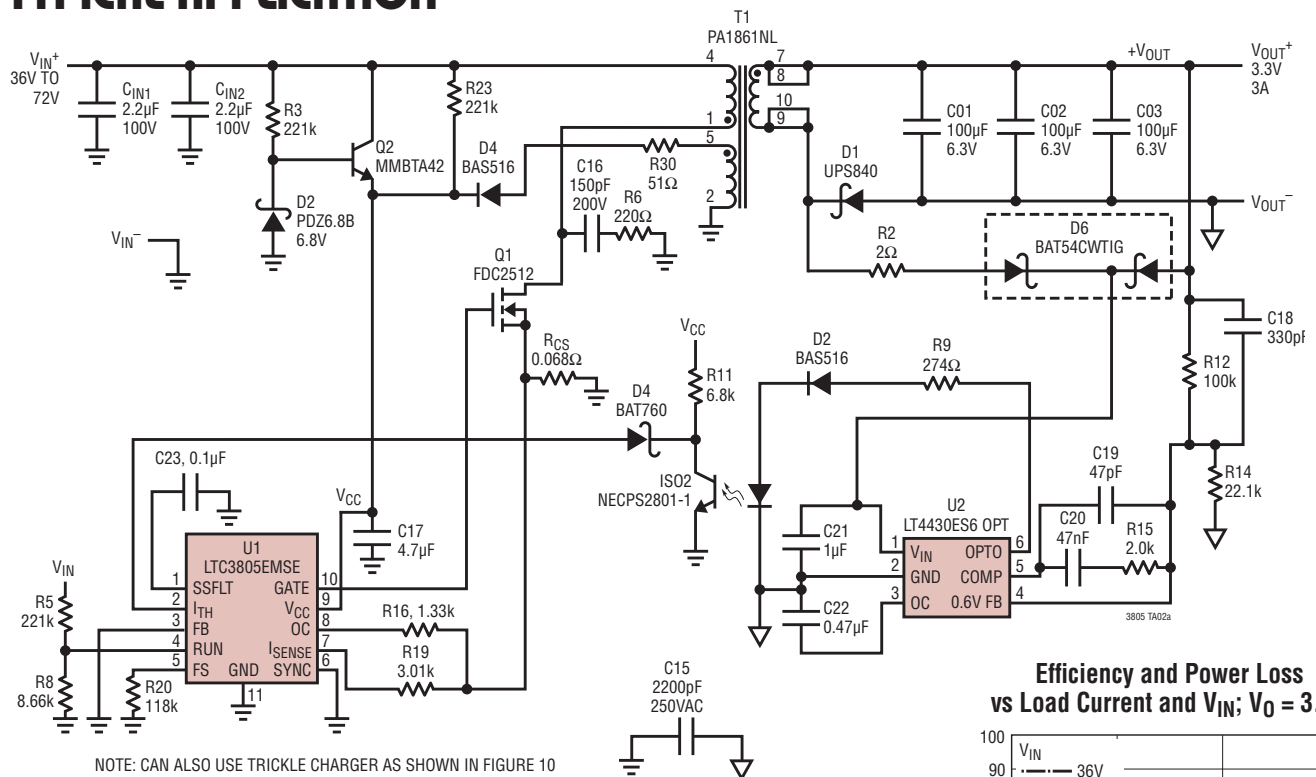 T1
PA1861NL
VIN+
36V TO
72V
CIN1
2.2µF
100V
CIN2
2.2µF
100V
R3
221k
Q2
MMBTA42
R23
221k
D4
BAS516
D2
PDZ6.8B
6.8V
VIN−
4
1
5
2
R30
51Ω
C16
150pF
200V
R6
220Ω
7
8
10
9
D1
UPS840
+VOUT
VOUT+
3.3V
3A
C01
100µF
6.3V
C02
100µF
6.3V
C03
100µF
6.3V
VOUT−
R2
2Ω
D6
BAT54CWTIG
C18
330pF
R12
100k
R14
22.1k
Q1
FDC2512
RCS
0.068Ω
VCC
R11
6.8k
D4
BAT760
D2
BAS516
R9
274Ω
ISO2
NECPS2801-1
C23, 0.1µF
VCC
C17
4.7µF
U1
LTC3805EMSE
1 SSFLT GATE 10
2 ITH VCC 9
3 FB OC 8
4 RUN ISENSE 7
5 FS GND SYNC 6
11
VIN
R5
221k
R8
8.66k
R20
118k
R16, 1.33k
R19
3.01k
C21
1µF
C22
0.47µF
U2
LT4430ES6 OPT
1 VIN OPTO 6
2 GND COMP 5
3 OC 0.6V FB 4
C19
47pF
C20
47nF
R15
2.0k
3805 TA02a
C15
2200pF
250VAC
NOTE: CAN ALSO USE TRICKLE CHARGER AS SHOWN IN FIGURE 10
Efficiency and Power Loss
vs Load Current and VIN; VO = 3.
100
90
VIN
36V